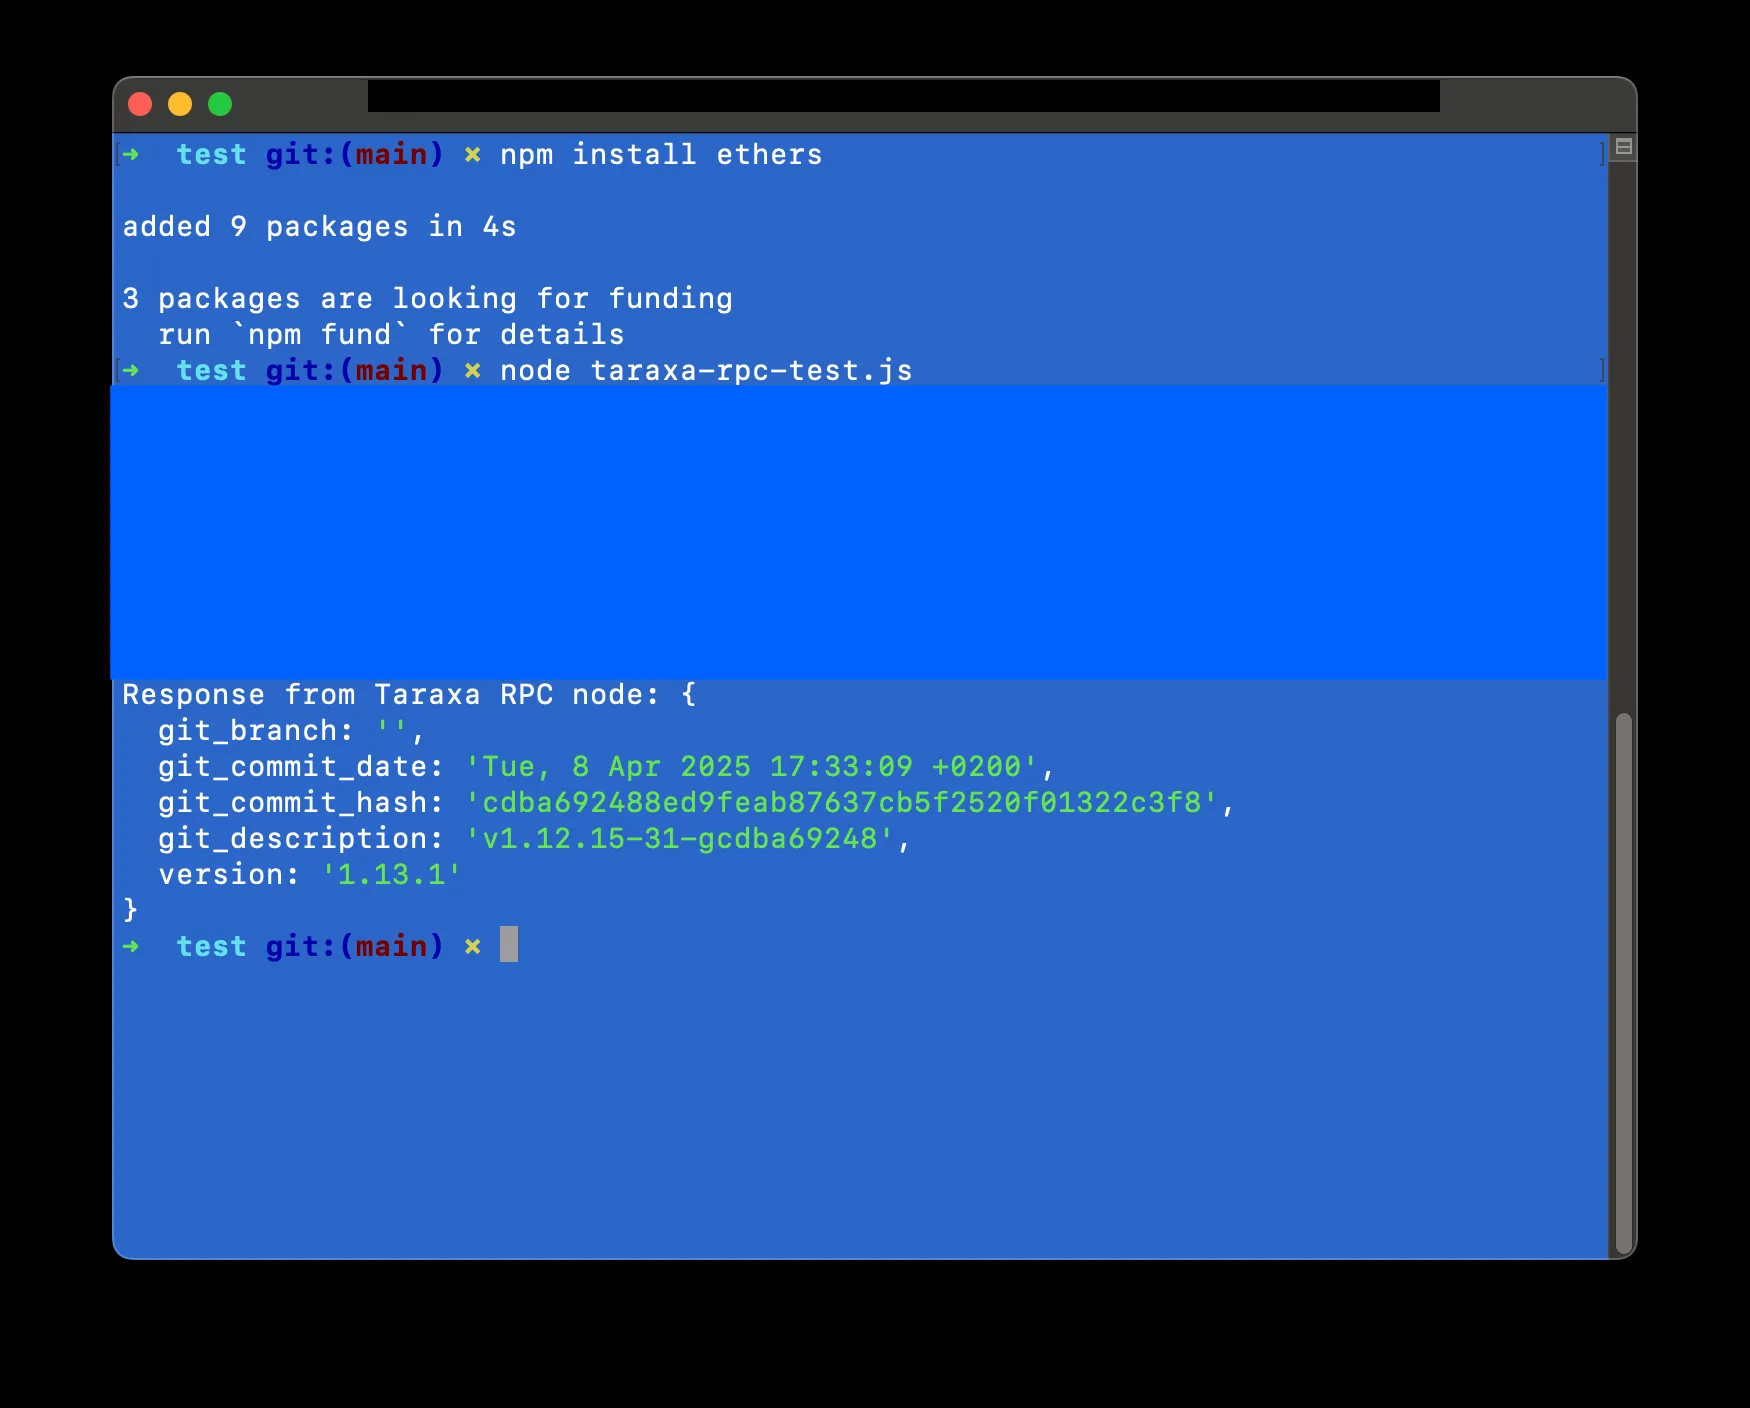 ➜  test git:(main) ✗ npm install ethers
added 9 packages in 4s
3 packages are looking for funding
  run `npm fund` for details
➜  test git:(main) ✗ node taraxa-rpc-test.js
Response from Taraxa RPC node: {
  git_branch: '',
  git_commit_date: 'Tue, 8 Apr 2025 17:33:09 +0200',
  git_commit_hash: 'cdba692488ed9feab87637cb5f2520f01322c3f8',
  git_description: 'v1.12.15-31-gcdba69248',
  version: '1.13.1'
}
➜  test git:(main) ✗